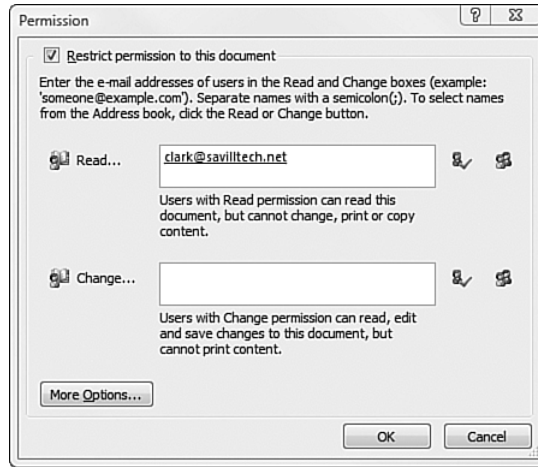 Permission
Restrict permission to this document
Enter the e-mail addresses of users in the Read and Change boxes (example:
'someone@example.com'). Separate names with a semicolon(;). To select names
from the Address book, click the Read or Change button.
Read...
clark@savilltech.net
Users with Read permission can read this
document, but cannot change, print or copy
content.
Change...
Users with Change permission can read, edit
and save changes to this document, but
cannot print content.
More Options...
OK
Cancel